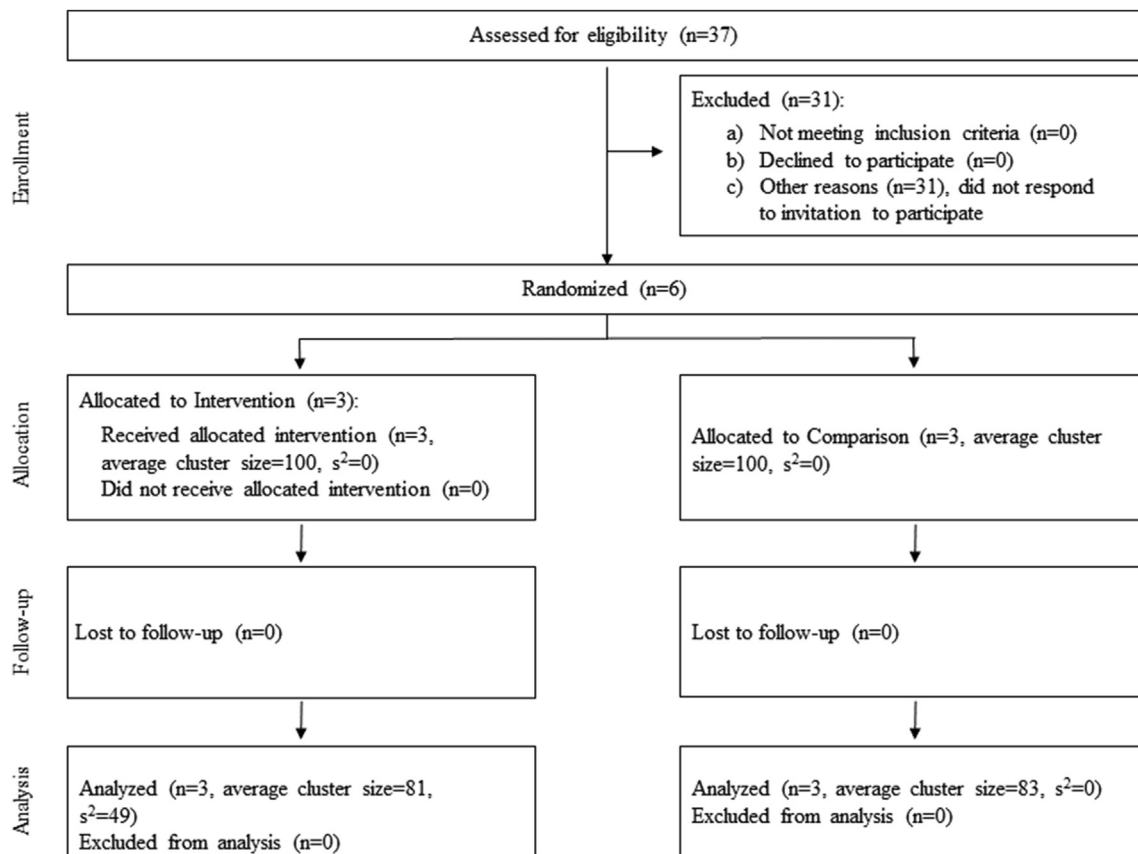 Assessed for eligibility (n=37)
Enrollment
Excluded (n=31):
a) Not meeting inclusion criteria (n=0)
b) Declined to participate (n=0)
c) Other reasons (n=31), did not respond
to invitation to participate
Randomized (n=6)
Allocation
Allocated to Intervention (n=3):
Received allocated intervention (n=3,
average cluster size=100, s²=0)
Did not receive allocated intervention (n=0)
Allocated to Comparison (n=3, average cluster
size=100, s²=0)
Follow-up
Lost to follow-up (n=0)
Lost to follow-up (n=0)
Analysis
Analyzed (n=3, average cluster size=81,
s²=49)
Excluded from analysis (n=0)
Analyzed (n=3, average cluster size=83, s²=0)
Excluded from analysis (n=0)